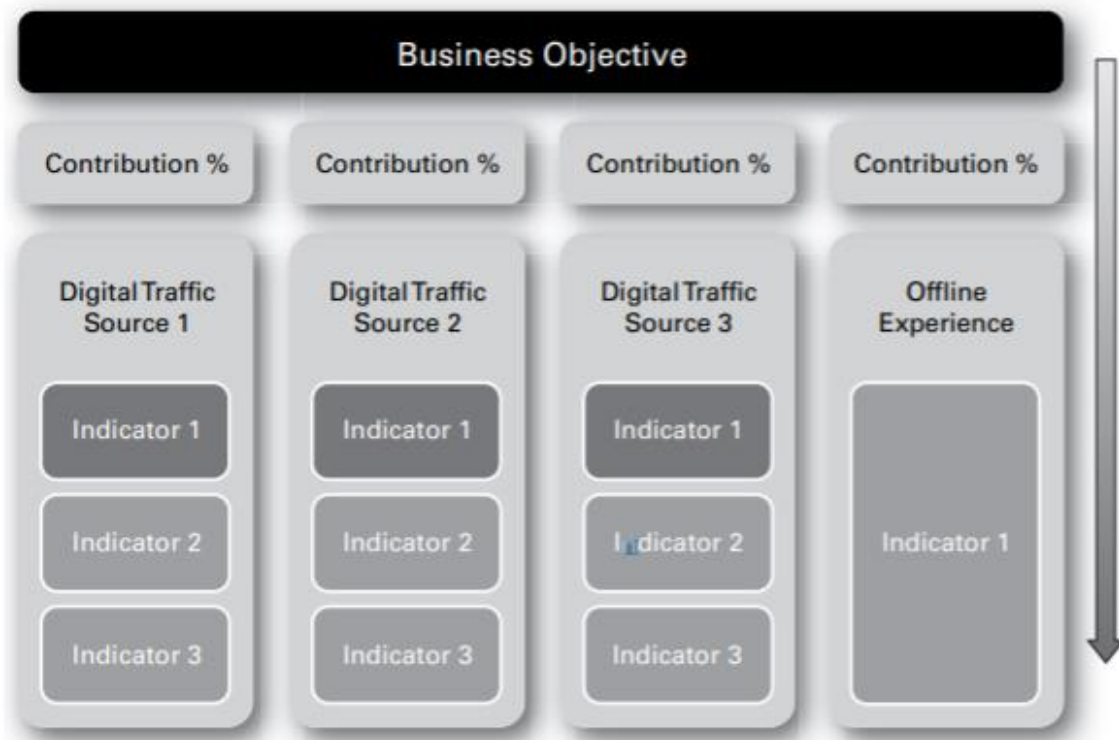 Business Objective
Contribution % Contribution % Contribution % Contribution %
Digital Traffic
Source 1
Indicator 1
Indicator 2
Indicator 3
Digital Traffic
Source 2
Indicator 1
Indicator 2
Indicator 3
Digital Traffic
Source 3
Indicator 1
Indicator 2
Indicator 3
Offline
Experience
Indicator 1